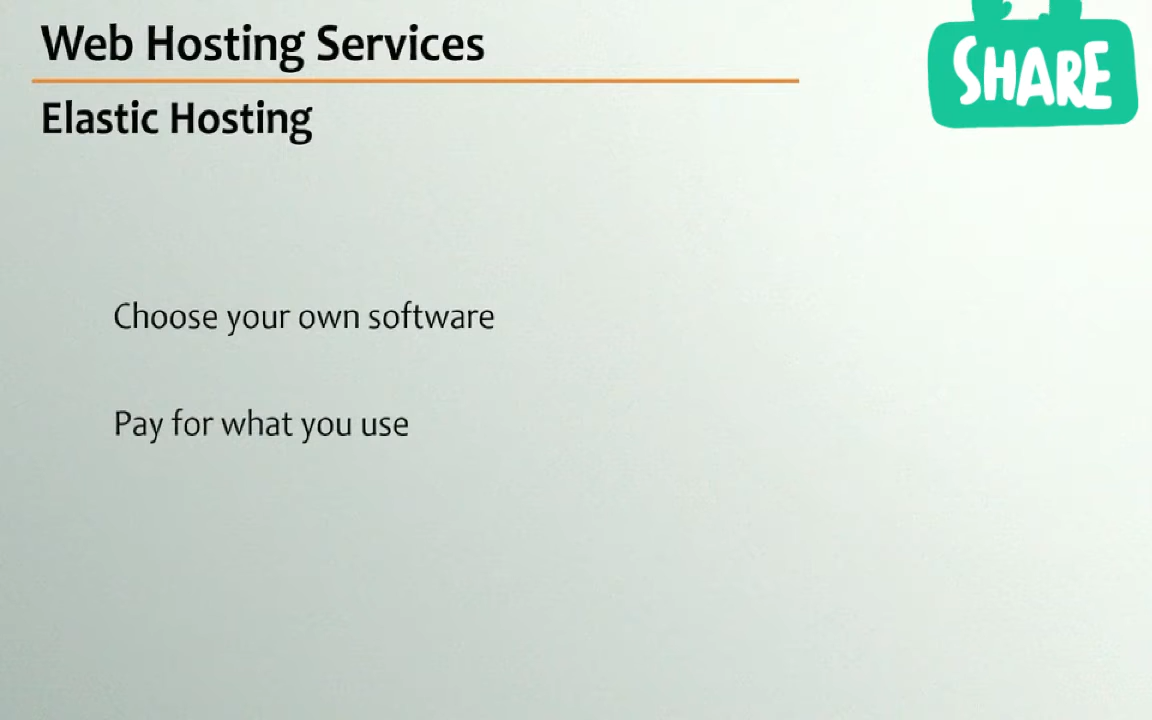 Web Hosting Services
SHARE
Elastic Hosting
Choose your own software
Pay for what you use